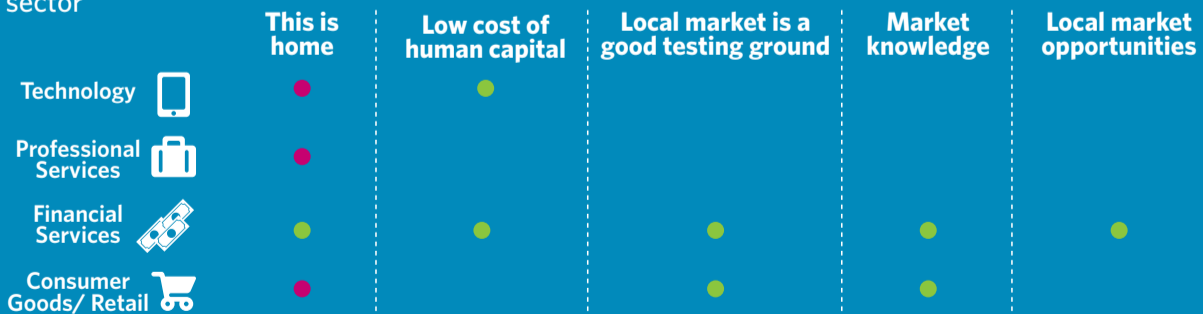 sector
This is
home
Low cost of
human capital
Local market is a
good testing ground
Market
knowledge
Local market
opportunities
Technology
Professional
Services
Financial
Services
Consumer
Goods/ Retail